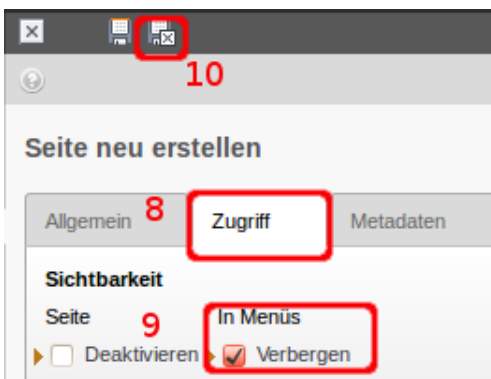 10
Seite neu erstellen
Allgemein 8 Zugriff Metadaten
Sichtbarkeit
Seite 9 In Menüs
Deaktivieren Verbergen